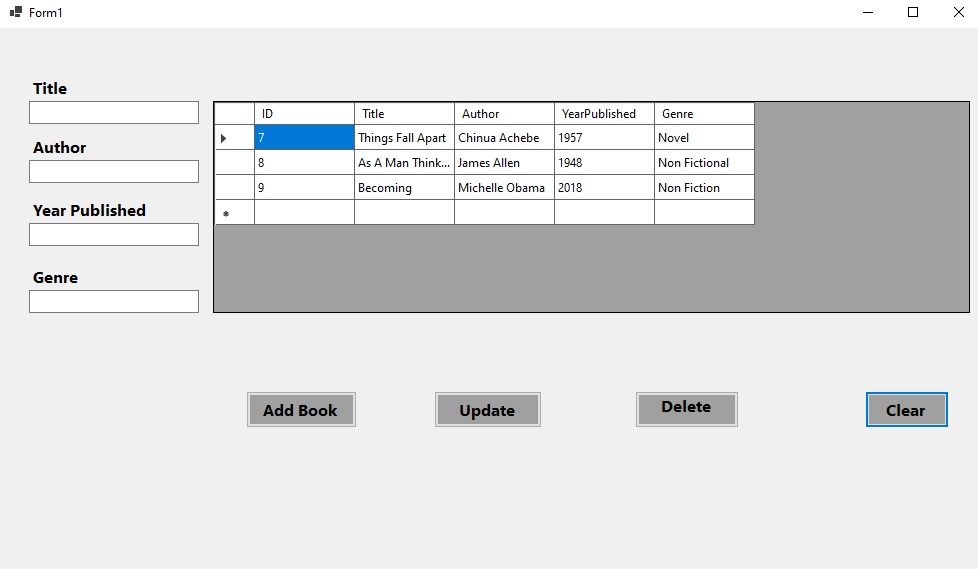 Form1
Title
Author
Year Published
Genre
ID Title Author YearPublished Genre
7 Things Fall Apart Chinua Achebe 1957 Novel
8 As A Man Think... James Allen 1948 Non Fictional
9 Becoming Michelle Obama 2018 Non Fiction
Add Book Update Delete Clear